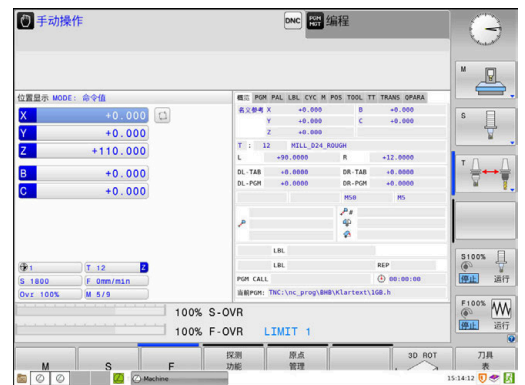 手动操作
DNC PGM MGT 编程
位置显示 MODE: 命令值
X +0.000
Y +0.000
Z +110.000
B +0.000
C +0.000
1 T 12 Z
S 1800 F 0mm/min
Ovr 100% M 5/9
概览 PGM PAL LBL CYC M POS TOOL TT TRANS QPARA
名义参考 X +0.000 B +0.000
Y +0.000 C +0.000
Z +0.000
T : 12 MILL_D24_ROUGH
L +90.0000 R +12.0000
DL-TAB +0.0000 DR-TAB +0.0000
DL-PGM +0.0000 DR-PGM +0.0000
M50 M5
P#
LBL
LBL REP
PGM CALL 00:00:00
当前PGM: TNC:\nc_prog\BHB\Klartext\1GB.h
100% S-OVR
100% F-OVR LIMIT 1
M
S
T
S100%
停止 运行
F100%
停止 运行
M S F 探测功能 原点管理 3D ROT 刀具表
Machine
15:14:12